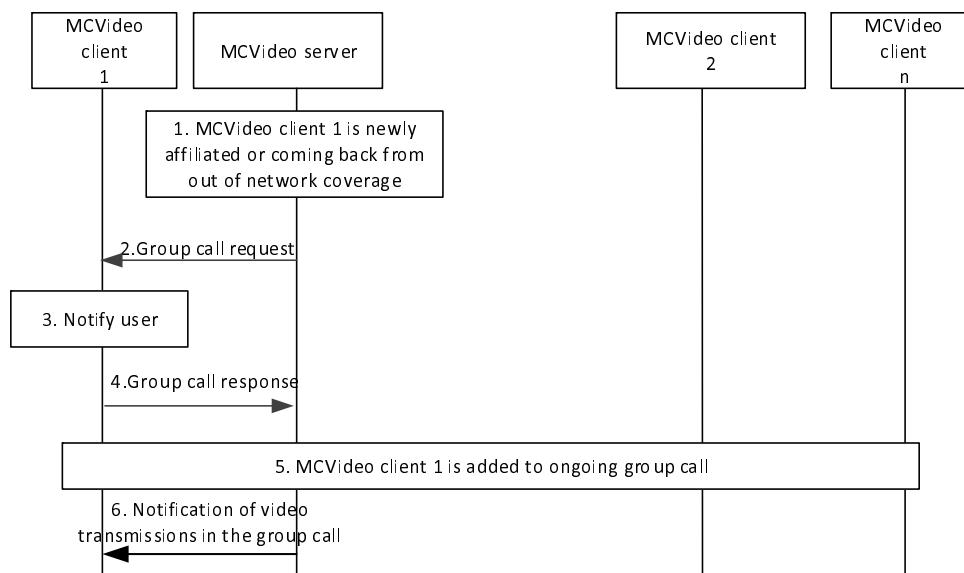 MCVideo
client
1
MCVideo server
MCVideo client
2
MCVideo
client
n
1. MCVideo client 1 is newly
affiliated or coming back from
out of network coverage
2.Group call request
3. Notify user
4.Group call response
5. MCVideo client 1 is added to ongoing group call
6. Notification of video
transmissions in the group call